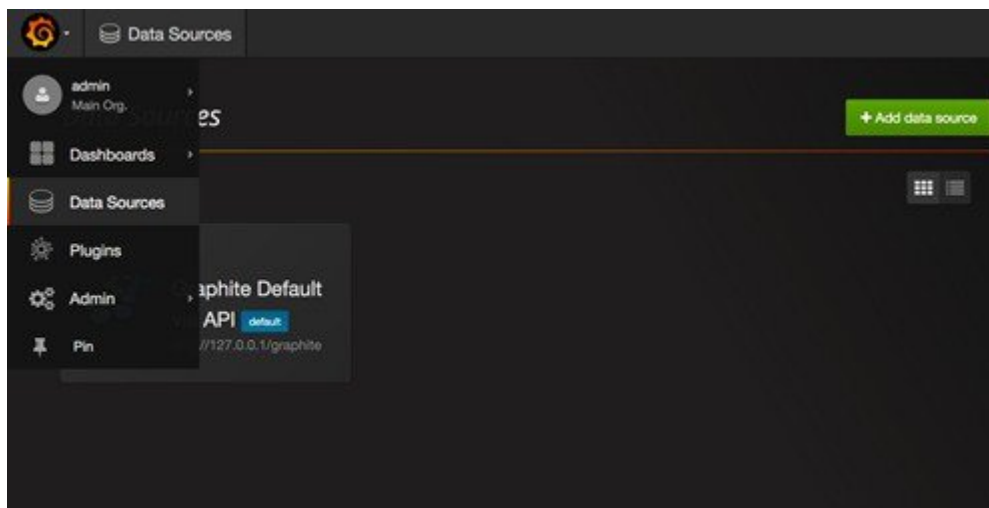 Data Sources
admin
Main Org.
es
+ Add data source
Dashboards
Data Sources
Plugins
Admin
aphite Default
API default
//127.0.0.1/graphite
Pin